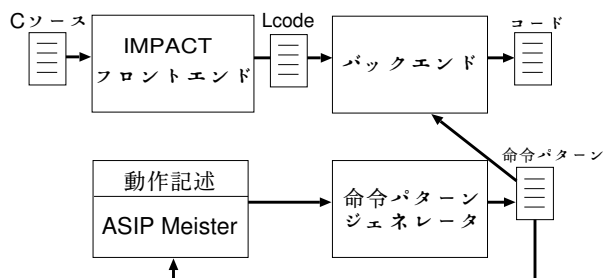 Cソース
IMPACT
フロントエンド
Lcode
バックエンド
コード
動作記述
ASIP Meister
命令パターン
ジェネレータ
命令パターン